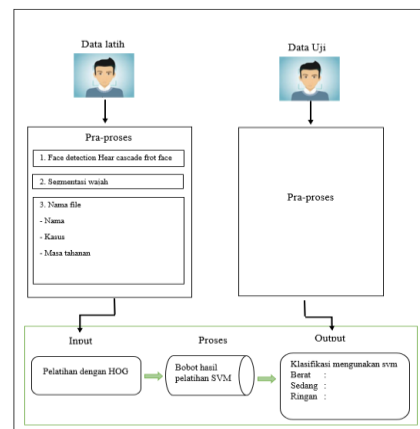 Data latih
Data Uji
Pra-proses
1. Face detection Hear cascade frot face
2. Segmentasi wajah
3. Nama file
- Nama
- Kasus
- Masa tahanan
Pra-proses
Input
Proses
Output
Pelatihan dengan HOG
Bobot hasil
pelatihan SVM
Klasifikasi mengunakan svm
Berat :
Sedang :
Ringan :